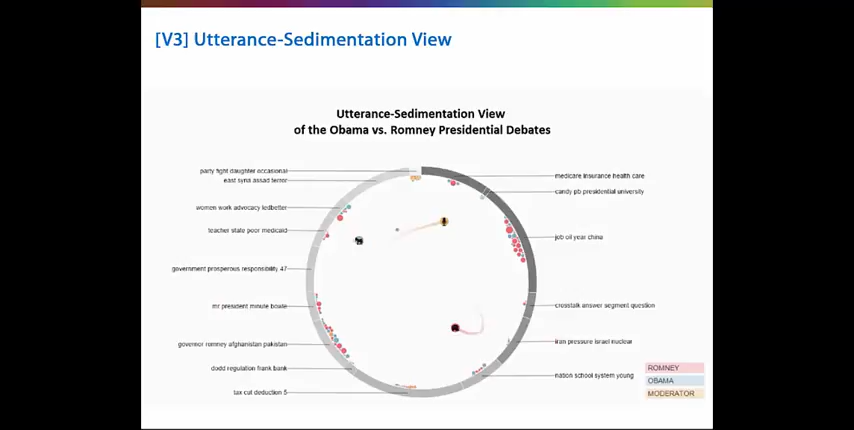 [V3] Utterance-Sedimentation View
Utterance-Sedimentation View
of the Obama vs. Romney Presidential Debates
party fight daughter occasional
east syria assad terror
women work advocacy ledbetter
teacher state poor medicaid
government prosperous responsibility 47
mr president minute boate
governor romney afghanistan pakistan
dodd regulation frank bank
tax cut deduction 5
medicare insurance health care
candy pb presidential university
job oil year china
crosstalk answer segment question
iran pressure israel nuclear
nation school system young
ROMNEY
OBAMA
MODERATOR